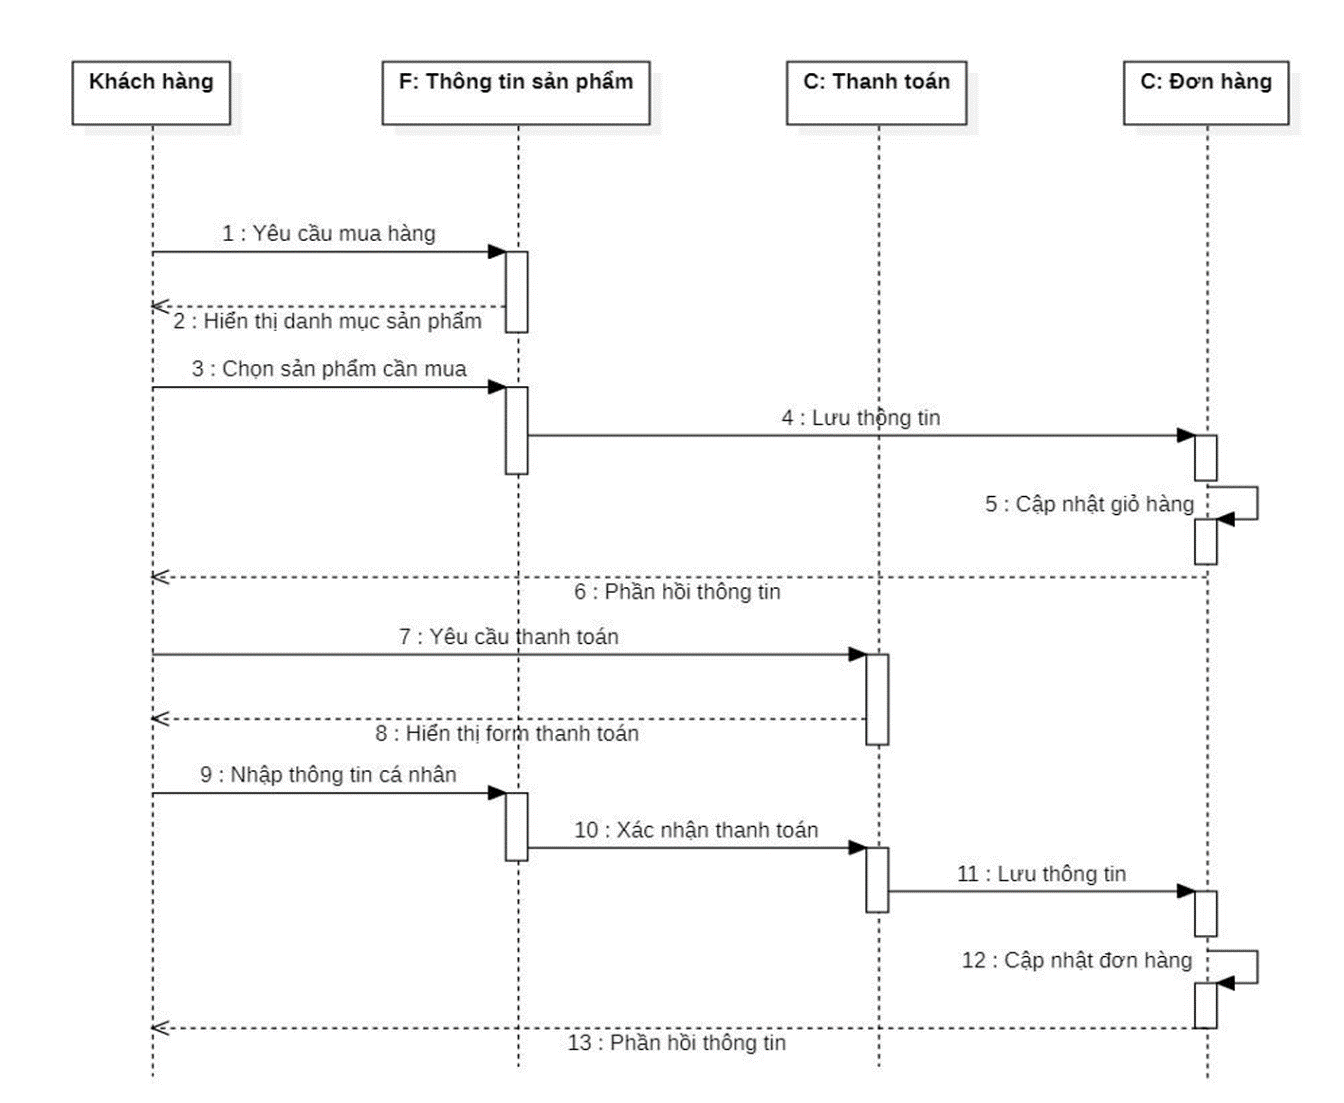 Khách hàng
F: Thông tin sản phẩm
C: Thanh toán
C: Đơn hàng
1 : Yêu cầu mua hàng
2 : Hiển thị danh mục sản phẩm
3 : Chọn sản phẩm cần mua
4 : Lưu thông tin
5 : Cập nhật giỏ hàng
6 : Phần hồi thông tin
7 : Yêu cầu thanh toán
8 : Hiển thị form thanh toán
9 : Nhập thông tin cá nhân
10 : Xác nhận thanh toán
11 : Lưu thông tin
12 : Cập nhật đơn hàng
13 : Phần hồi thông tin